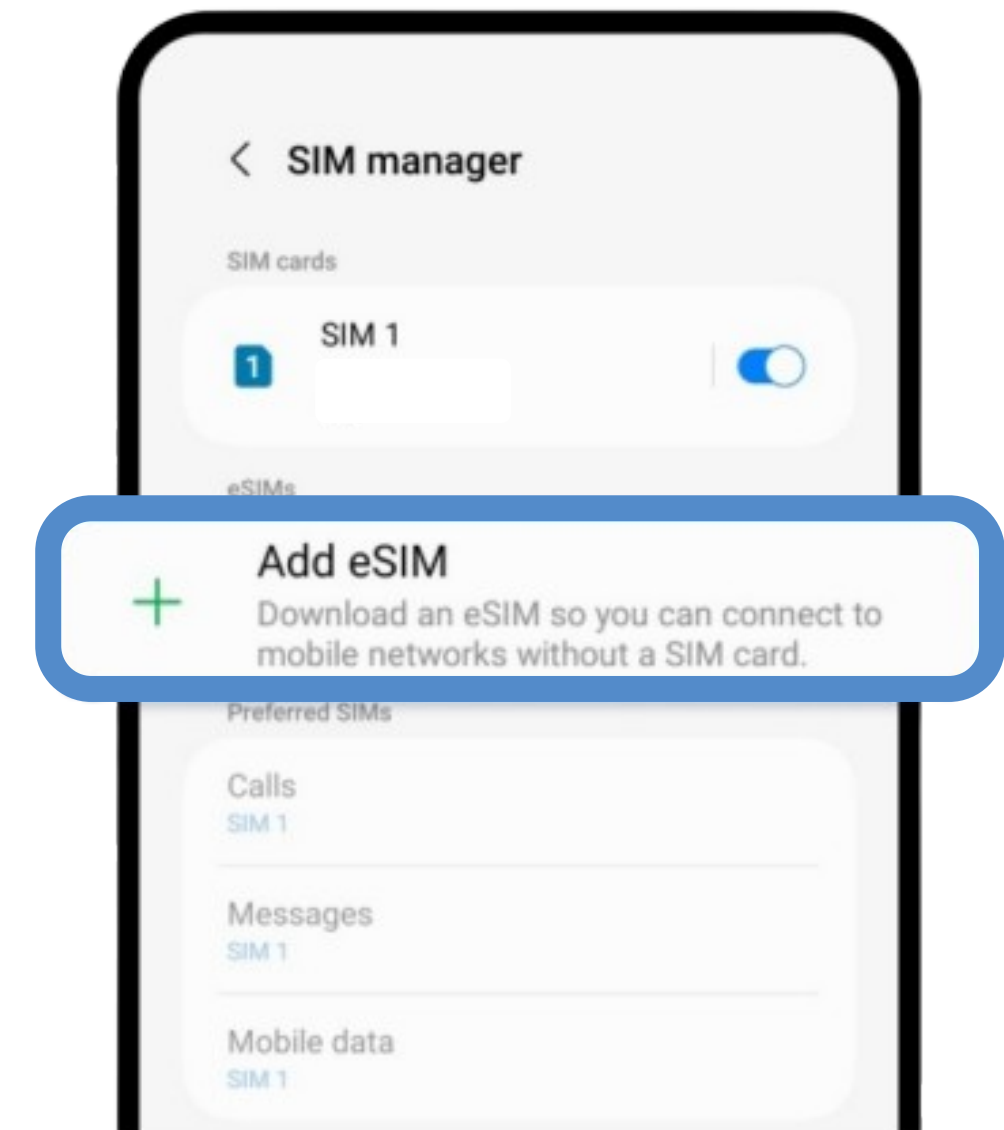 SIM manager
SIM cards
1
SIM 1
eSIMs
Add eSIM
Download an eSIM so you can connect to
mobile networks without a SIM card.
Preferred SIMs
Calls
SIM 1
Messages
SIM 1
Mobile data
SIM 1